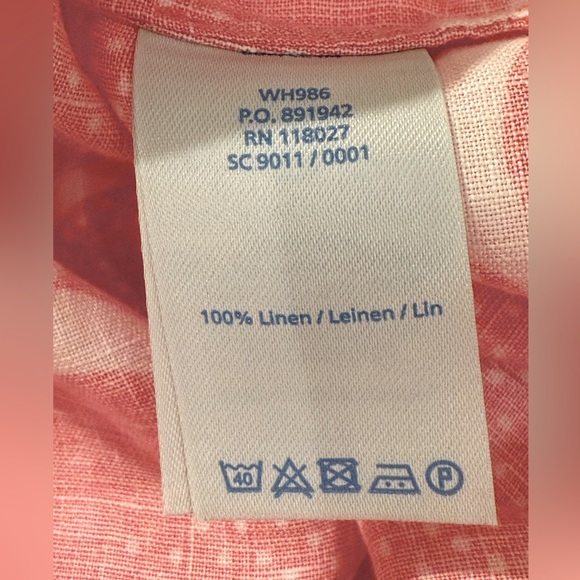 WH986
P.O. 891942
RN 118027
SC 9011 / 0001
100% Linen / Leinen / Lin
40
P